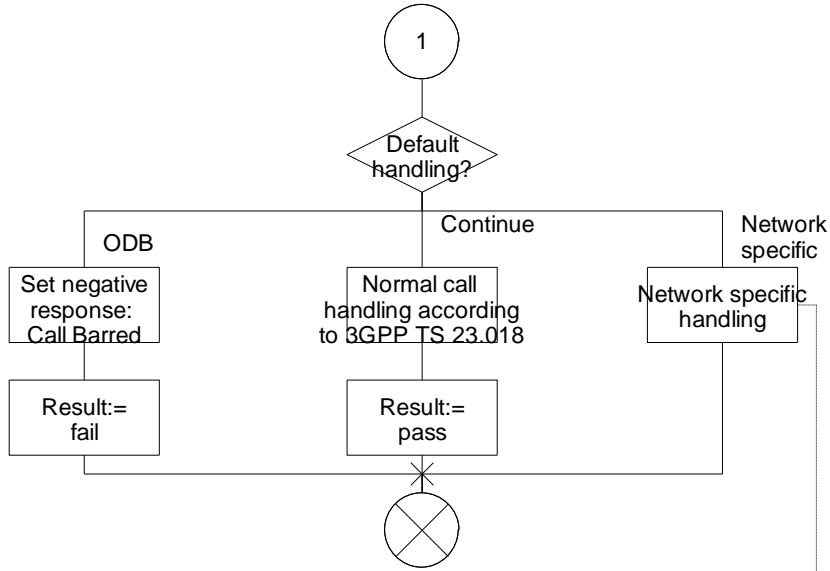 1
Default
handling?
ODB
Continue
Network
specific
Set negative
response:
Call Barred
Normal call
handling according
to 3GPP TS 23.018
Network specific
handling
Result:=
fail
Result:=
pass